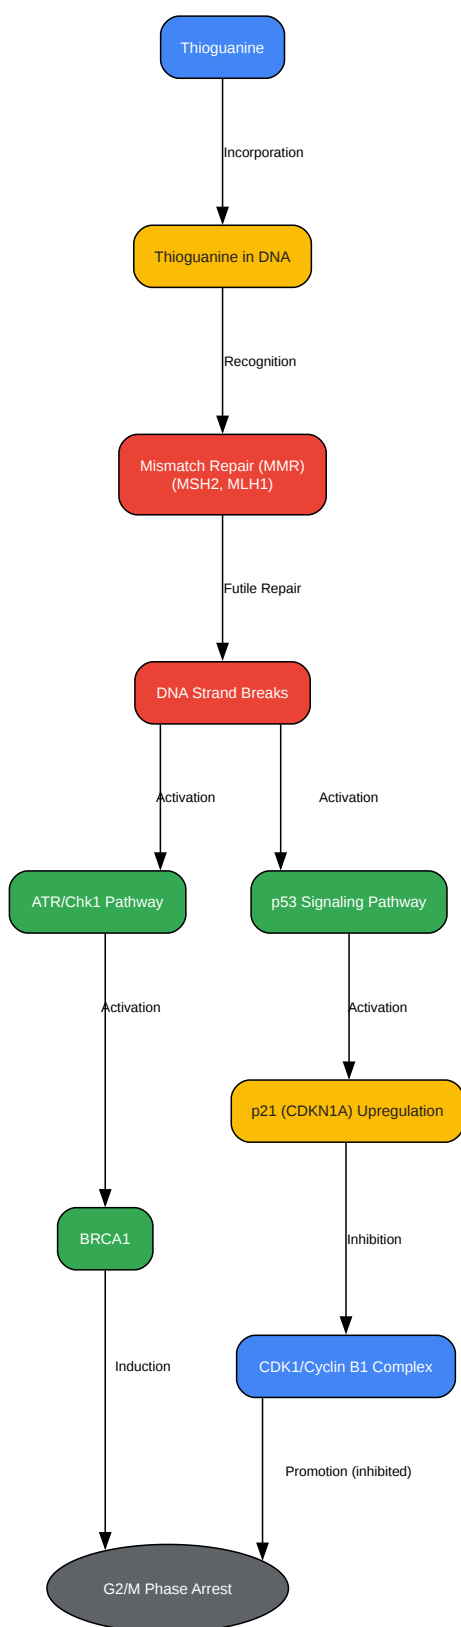 Thioguanine
Incorporation
Thioguanine in DNA
Recognition
Mismatch Repair (MMR)
(MSH2, MLH1)
Futile Repair
DNA Strand Breaks
Activation
Activation
ATR/Chk1 Pathway
p53 Signaling Pathway
Activation
Activation
p21 (CDKN1A) Upregulation
BRCA1
Inhibition
Induction
CDK1/Cyclin B1 Complex
Promotion (inhibited)
G2/M Phase Arrest